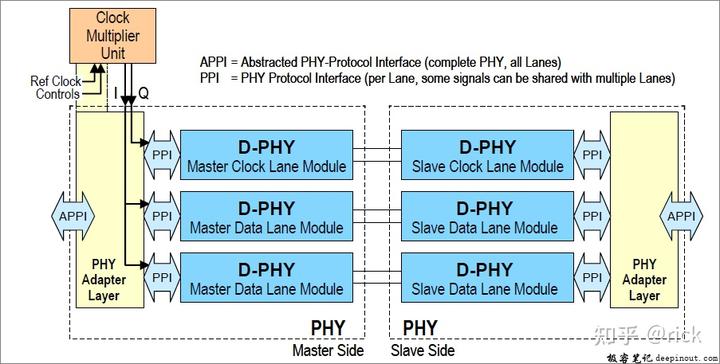 Clock
Multiplier
Unit
APPI = Abstracted PHY-Protocol Interface (complete PHY, all Lanes)
PPI = PHY Protocol Interface (per Lane, some signals can be shared with multiple Lanes)
Ref Clock
Controls
I
Q
PPI
D-PHY
Master Clock Lane Module
D-PHY
Slave Clock Lane Module
PPI
APPI
PPI
D-PHY
Master Data Lane Module
D-PHY
Slave Data Lane Module
PPI
APPI
PHY
Adapter
Layer
PPI
D-PHY
Master Data Lane Module
D-PHY
Slave Data Lane Module
PPI
PHY
Adapter
Layer
PHY
Master Side
PHY
Slave Side
知乎 @rick
极客笔记 deepinout.com